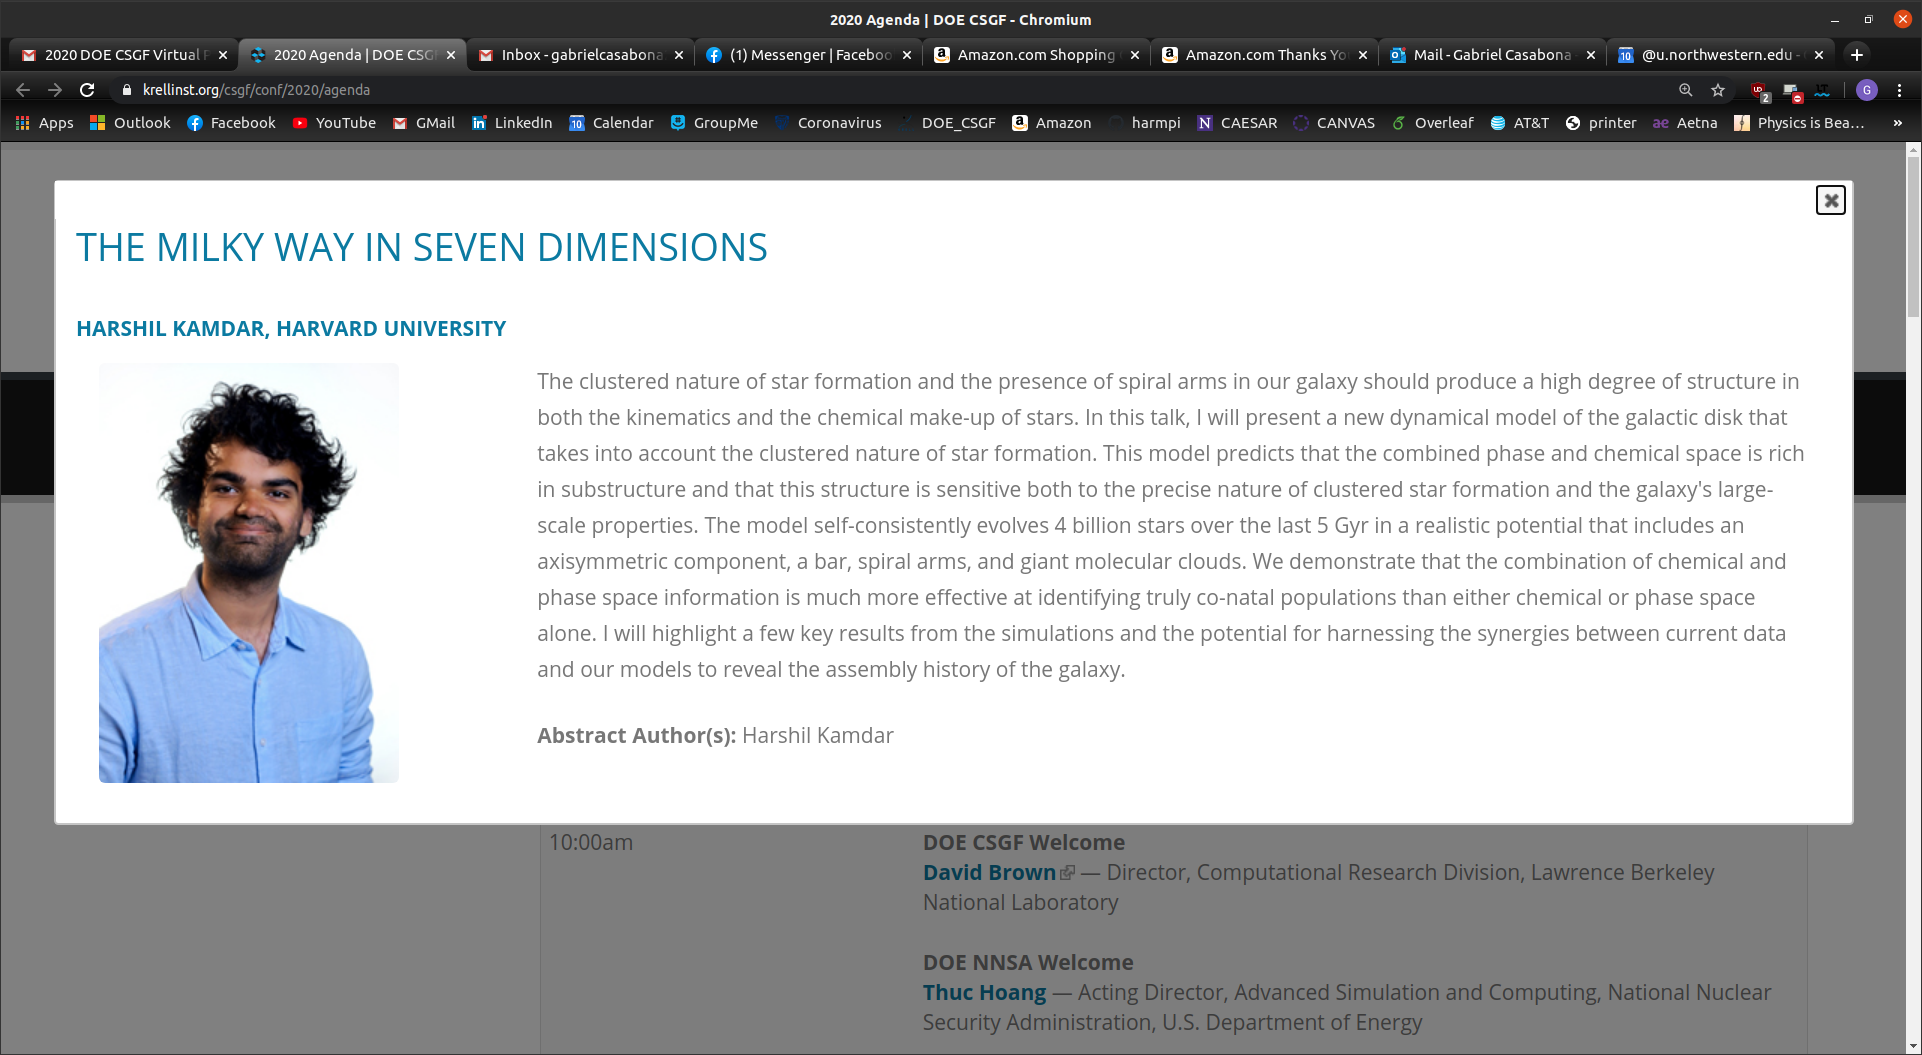 2020 Agenda | DOE CSGF - Chromium
2020 DOE CSGF Virtual
2020 Agenda | DOE CSG
Inbox - gabrielcasabona
(1) Messenger | Faceboo
Amazon.com Shopping
Amazon.com Thanks Yo
Mail - Gabriel Casabona
10
@u.northwestern.edu -
krellinst.org/csgf/conf/2020/agenda
2
G
Apps
Outlook
Facebook
YouTube
GMail
LinkedIn
Calendar
GroupMe
Coronavirus
DOE_CSGF
Amazon
harmpi
CAESAR
CANVAS
Overleaf
AT&T
printer
Aetna
Physics is Bea...
THE MILKY WAY IN SEVEN DIMENSIONS
HARSHIL KAMDAR, HARVARD UNIVERSITY
The clustered nature of star formation and the presence of spiral arms in our galaxy should produce a high degree of structure in
both the kinematics and the chemical make-up of stars. In this talk, I will present a new dynamical model of the galactic disk that
takes into account the clustered nature of star formation. This model predicts that the combined phase and chemical space is rich
in substructure and that this structure is sensitive both to the precise nature of clustered star formation and the galaxy's large-
scale properties. The model self-consistently evolves 4 billion stars over the last 5 Gyr in a realistic potential that includes an
axisymmetric component, a bar, spiral arms, and giant molecular clouds. We demonstrate that the combination of chemical and
phase space information is much more effective at identifying truly co-natal populations than either chemical or phase space
alone. I will highlight a few key results from the simulations and the potential for harnessing the synergies between current data
and our models to reveal the assembly history of the galaxy.
Abstract Author(s): Harshil Kamdar
10:00am
DOE CSGF Welcome
David Brown — Director, Computational Research Division, Lawrence Berkeley
National Laboratory
DOE NNSA Welcome
Thuc Hoang — Acting Director, Advanced Simulation and Computing, National Nuclear
Security Administration, U.S. Department of Energy